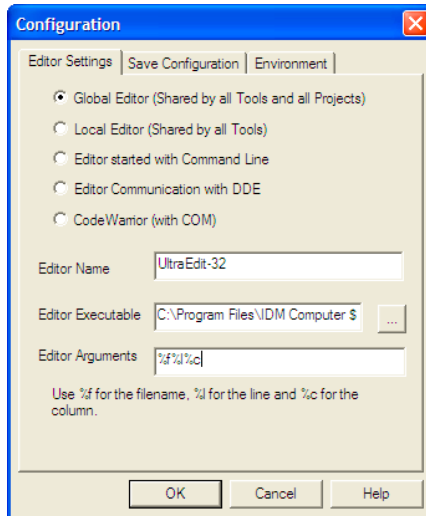 Configuration
Editor Settings Save Configuration Environment
Global Editor (Shared by all Tools and all Projects)
Local Editor (Shared by all Tools)
Editor started with Command Line
Editor Communication with DDE
CodeWarrior (with COM)
Editor Name UltraEdit-32
Editor Executable C:\Program Files\IDM Computer S ...
Editor Arguments %f%l%c
Use %f for the filename, %l for the line and %c for the
column.
OK Cancel Help